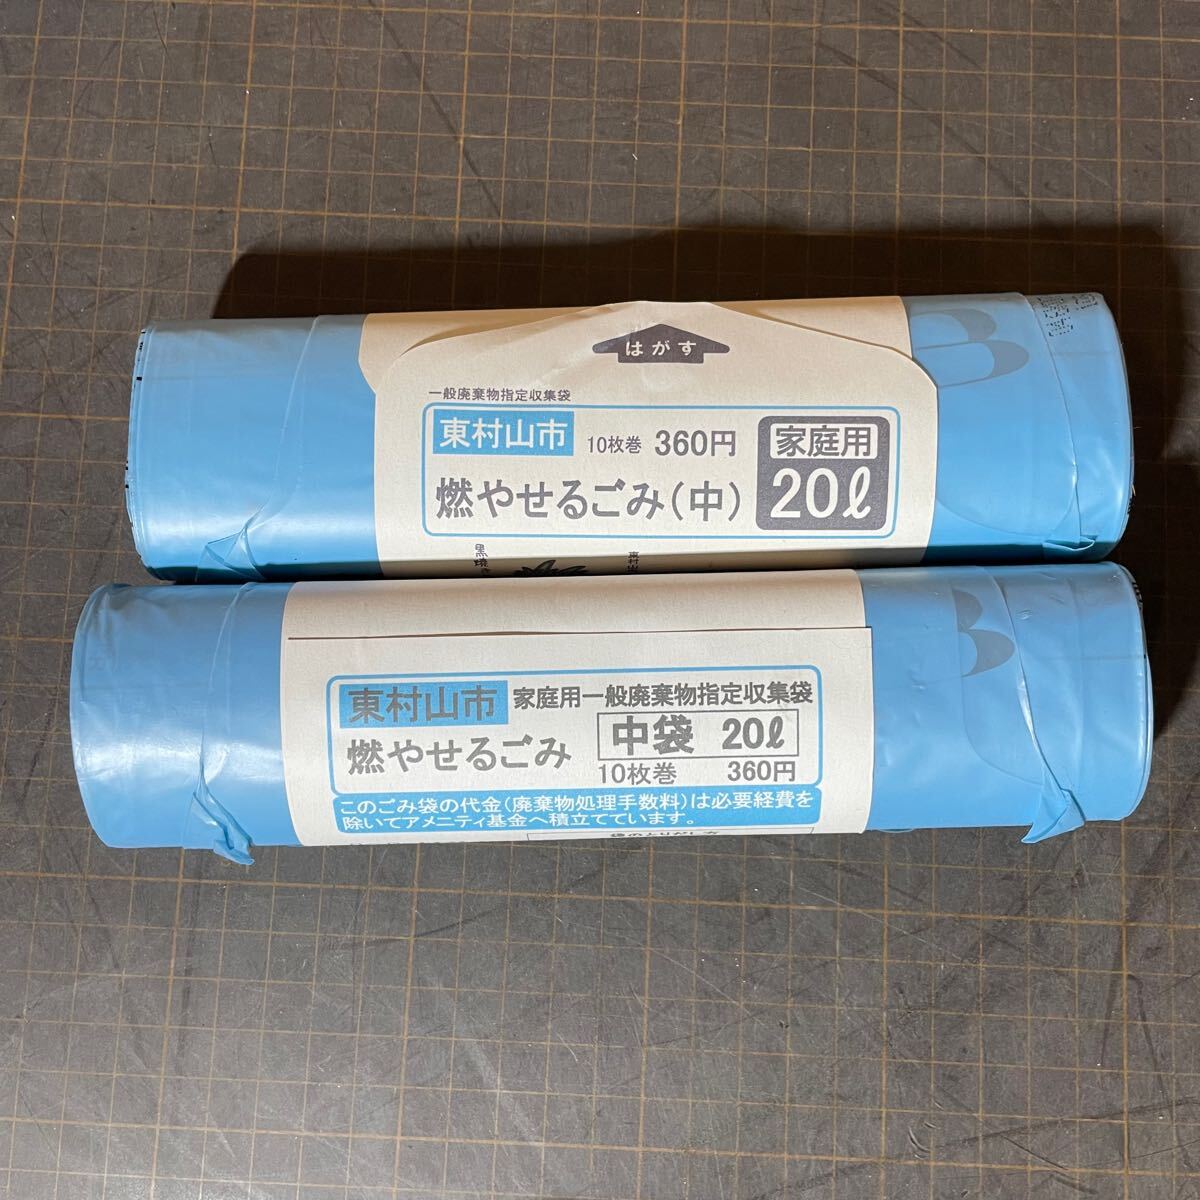 はがす
一般廃棄物指定収集袋
東村山市 10枚巻 360円 家庭用
燃やせるごみ(中) 20ℓ
東村山市 家庭用一般廃棄物指定収集袋
燃やせるごみ 中袋 20ℓ
10枚巻 360円
このごみ袋の代金(廃棄物処理手数料)は必要経費を
除いてアメニティ基金へ積立てています。